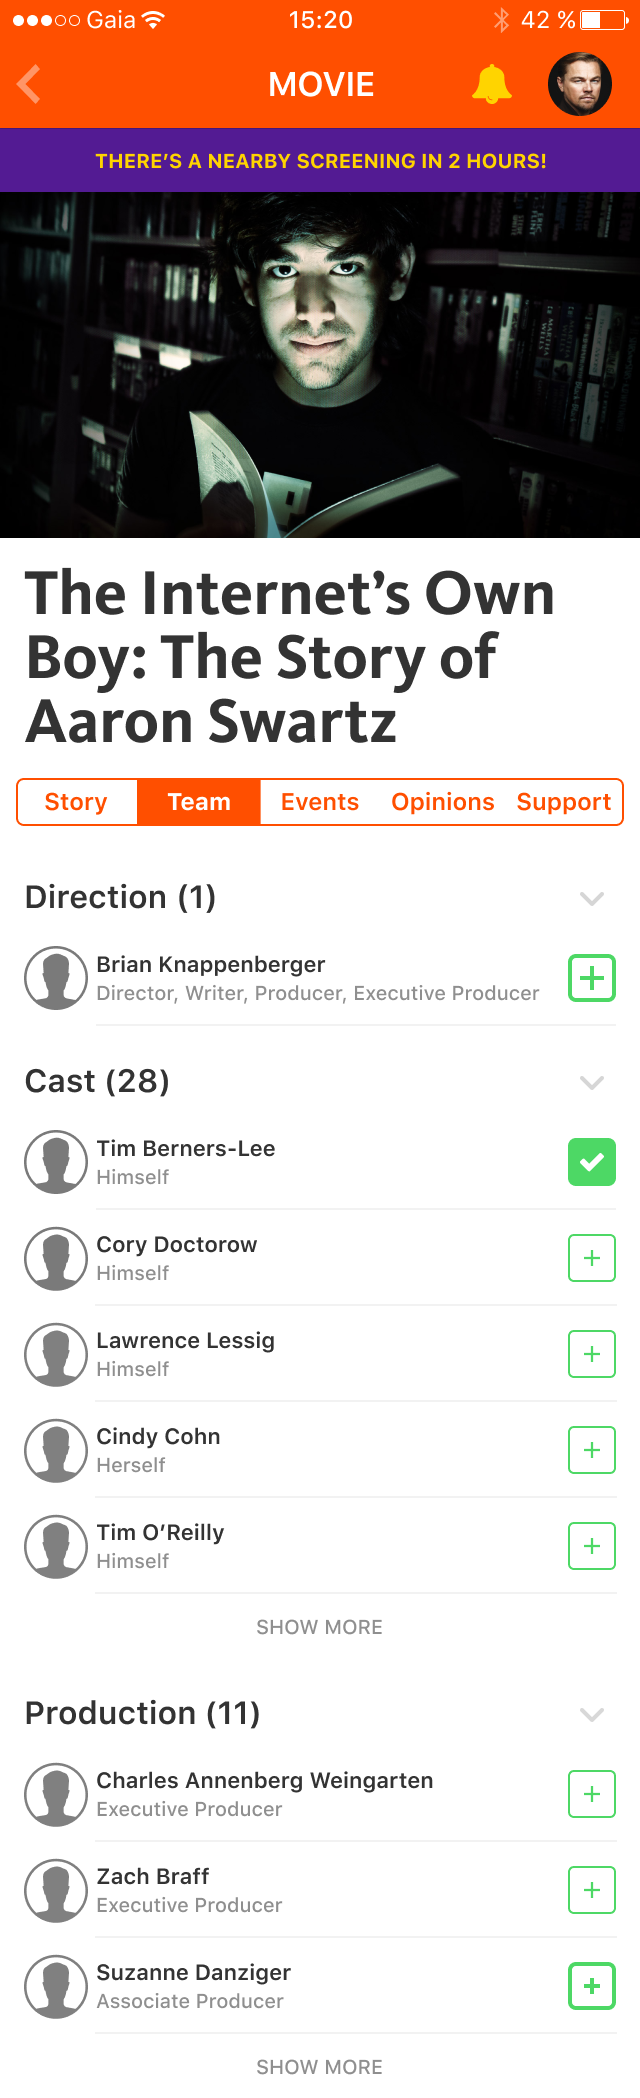 Gaia 15:20 42 %
MOVIE
THERE’S A NEARBY SCREENING IN 2 HOURS!
The Internet’s Own
Boy: The Story of
Aaron Swartz
Story Team Events Opinions Support
Direction (1)
Brian Knappenberger
Director, Writer, Producer, Executive Producer
Cast (28)
Tim Berners-Lee
Himself
Cory Doctorow
Himself
Lawrence Lessig
Himself
Cindy Cohn
Herself
Tim O’Reilly
Himself
SHOW MORE
Production (11)
Charles Annenberg Weingarten
Executive Producer
Zach Braff
Executive Producer
Suzanne Danziger
Associate Producer
SHOW MORE